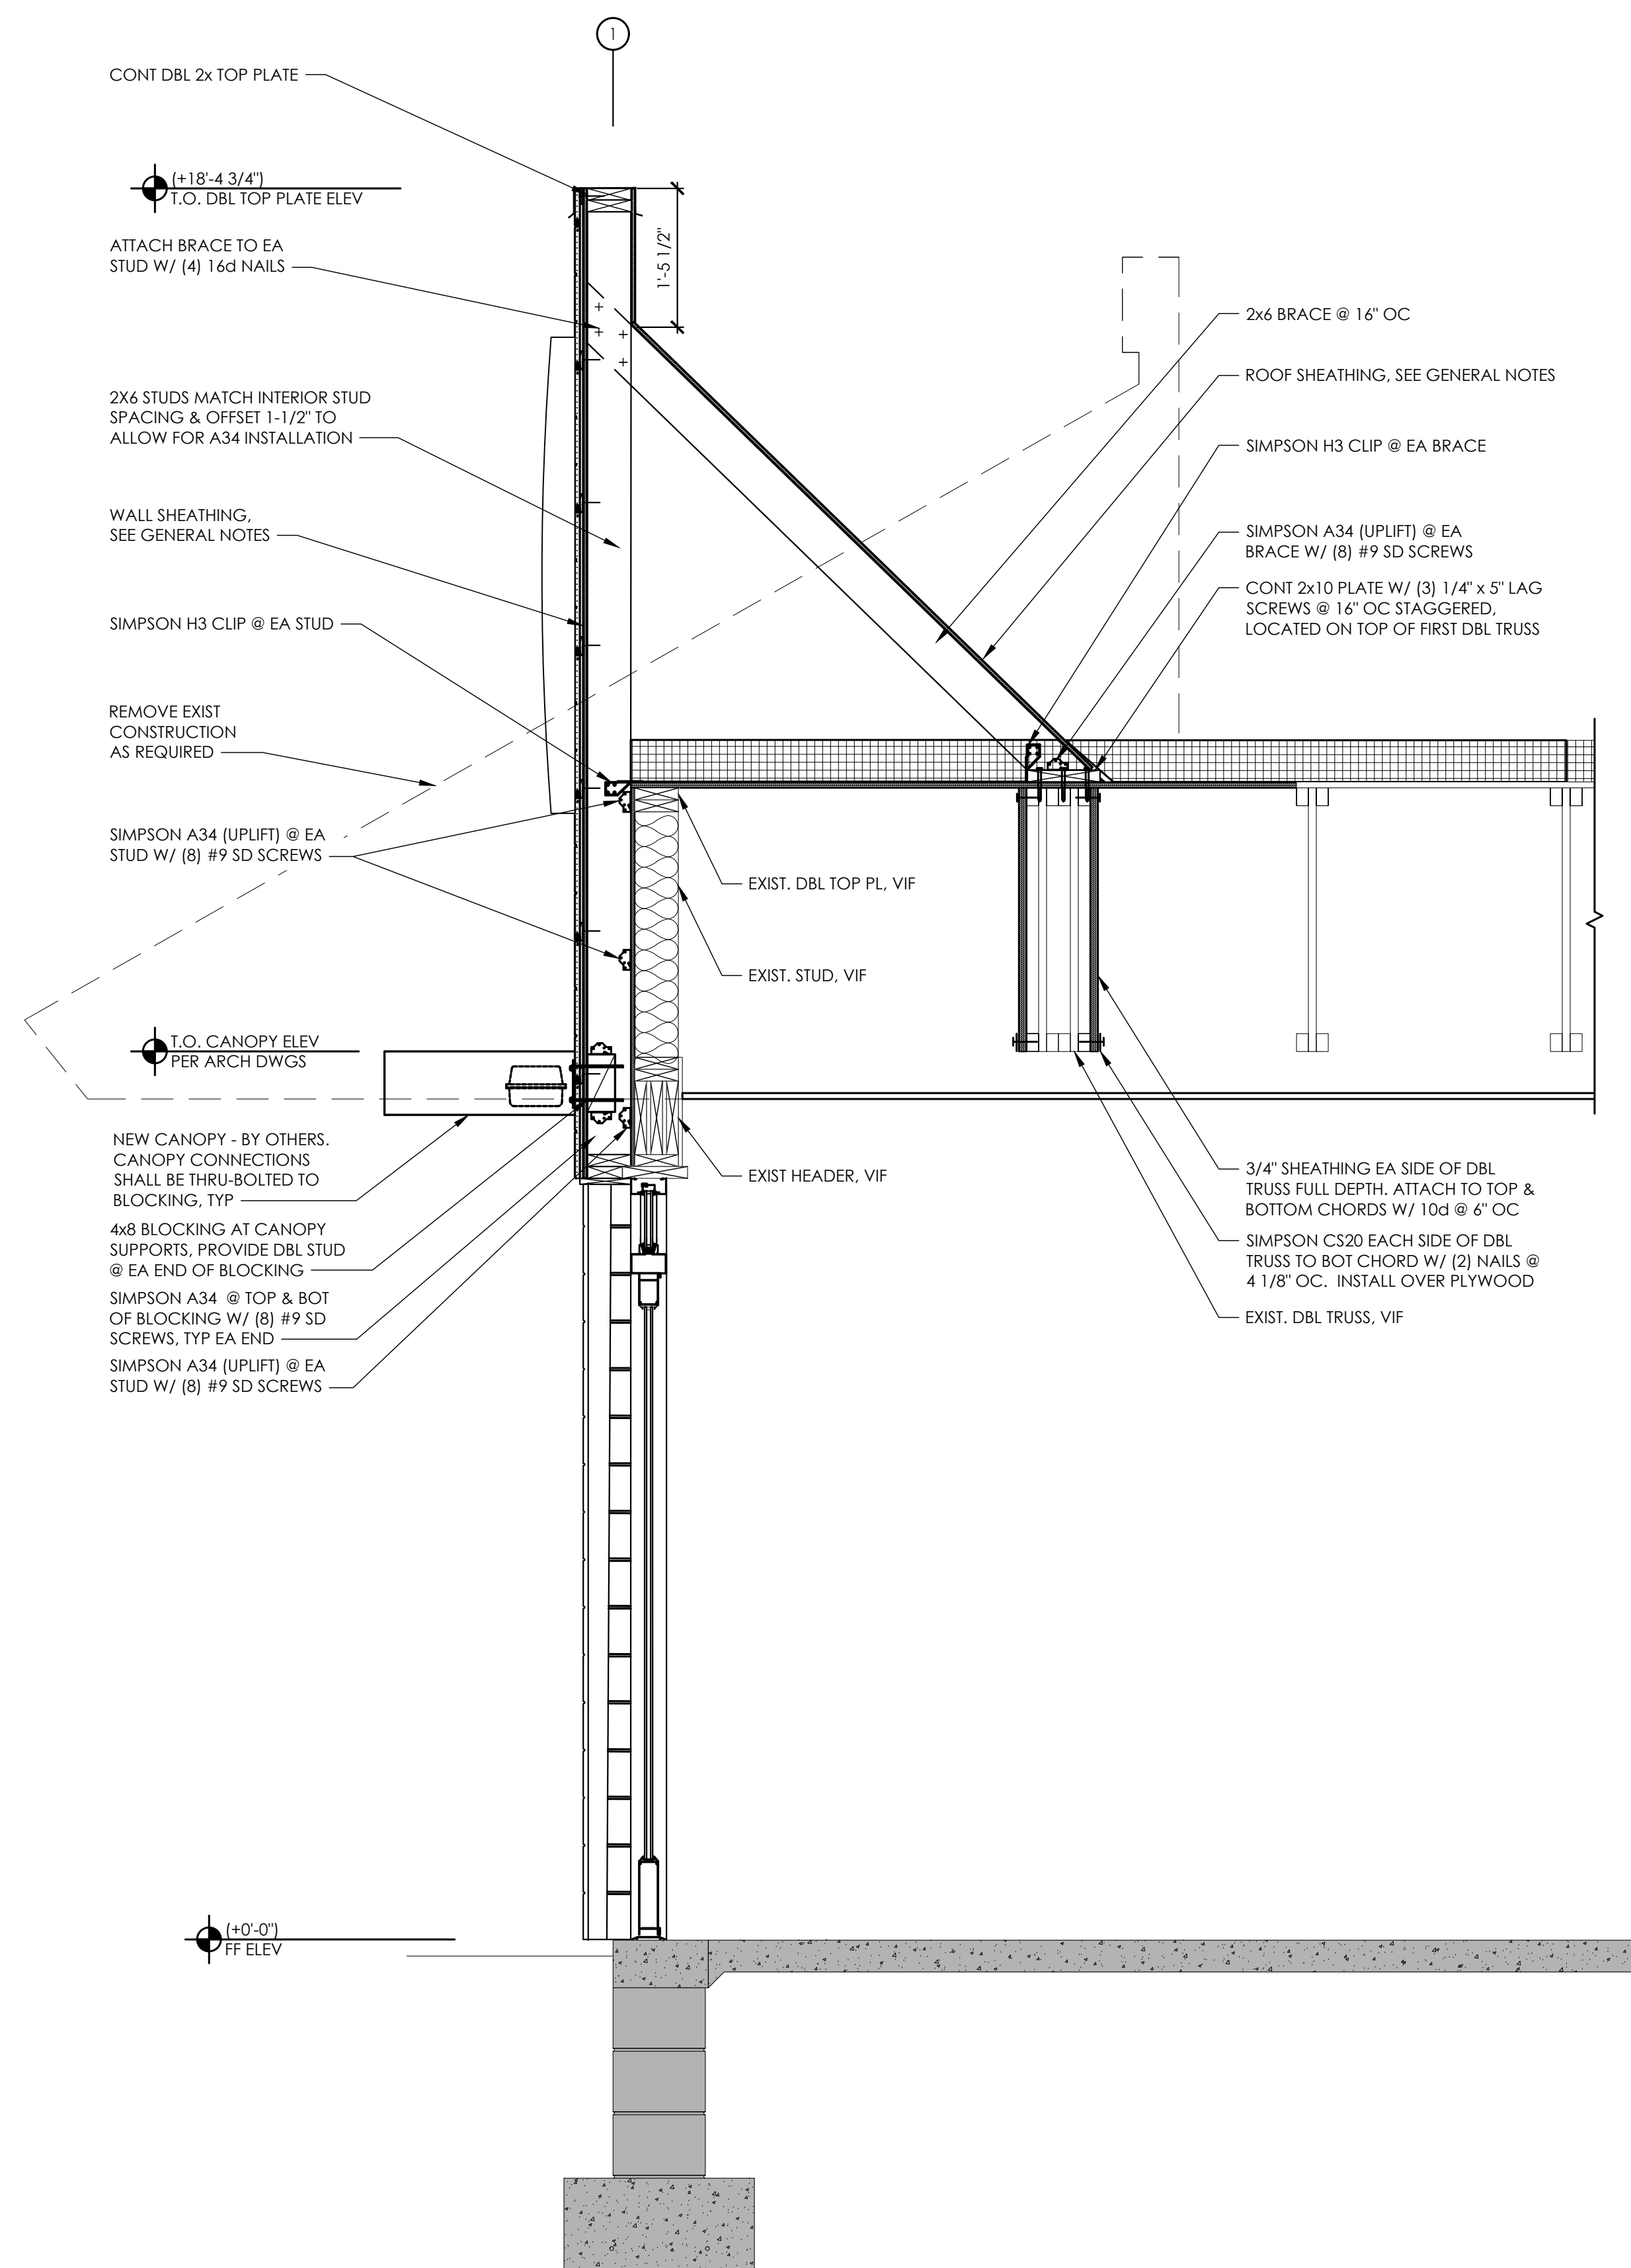 1
CONT DBL 2x TOP PLATE
(+18'-4 3/4")
T.O. DBL TOP PLATE ELEV
ATTACH BRACE TO EA
STUD W/ (4) 16d NAILS
1'-5 1/2"
2X6 STUDS MATCH INTERIOR STUD
SPACING & OFFSET 1-1/2" TO
ALLOW FOR A34 INSTALLATION
WALL SHEATHING,
SEE GENERAL NOTES
SIMPSON H3 CLIP @ EA STUD
REMOVE EXIST
CONSTRUCTION
AS REQUIRED
SIMPSON A34 (UPLIFT) @ EA
STUD W/ (8) #9 SD SCREWS
T.O. CANOPY ELEV
PER ARCH DWGS
NEW CANOPY - BY OTHERS.
CANOPY CONNECTIONS
SHALL BE THRU-BOLTED TO
BLOCKING, TYP
4x8 BLOCKING AT CANOPY
SUPPORTS, PROVIDE DBL STUD
@ EA END OF BLOCKING
SIMPSON A34 @ TOP & BOT
OF BLOCKING W/ (8) #9 SD
SCREWS, TYP EA END
SIMPSON A34 (UPLIFT) @ EA
STUD W/ (8) #9 SD SCREWS
2x6 BRACE @ 16" OC
ROOF SHEATHING, SEE GENERAL NOTES
SIMPSON H3 CLIP @ EA BRACE
SIMPSON A34 (UPLIFT) @ EA
BRACE W/ (8) #9 SD SCREWS
CONT 2x10 PLATE W/ (3) 1/4" x 5" LAG
SCREWS @ 16" OC STAGGERED,
LOCATED ON TOP OF FIRST DBL TRUSS
EXIST. DBL TOP PL, VIF
EXIST. STUD, VIF
EXIST HEADER, VIF
3/4" SHEATHING EA SIDE OF DBL
TRUSS FULL DEPTH. ATTACH TO TOP &
BOTTOM CHORDS W/ 10d @ 6" OC
SIMPSON CS20 EACH SIDE OF DBL
TRUSS TO BOT CHORD W/ (2) NAILS @
4 1/8" OC. INSTALL OVER PLYWOOD
EXIST. DBL TRUSS, VIF
(+0'-0")
FF ELEV